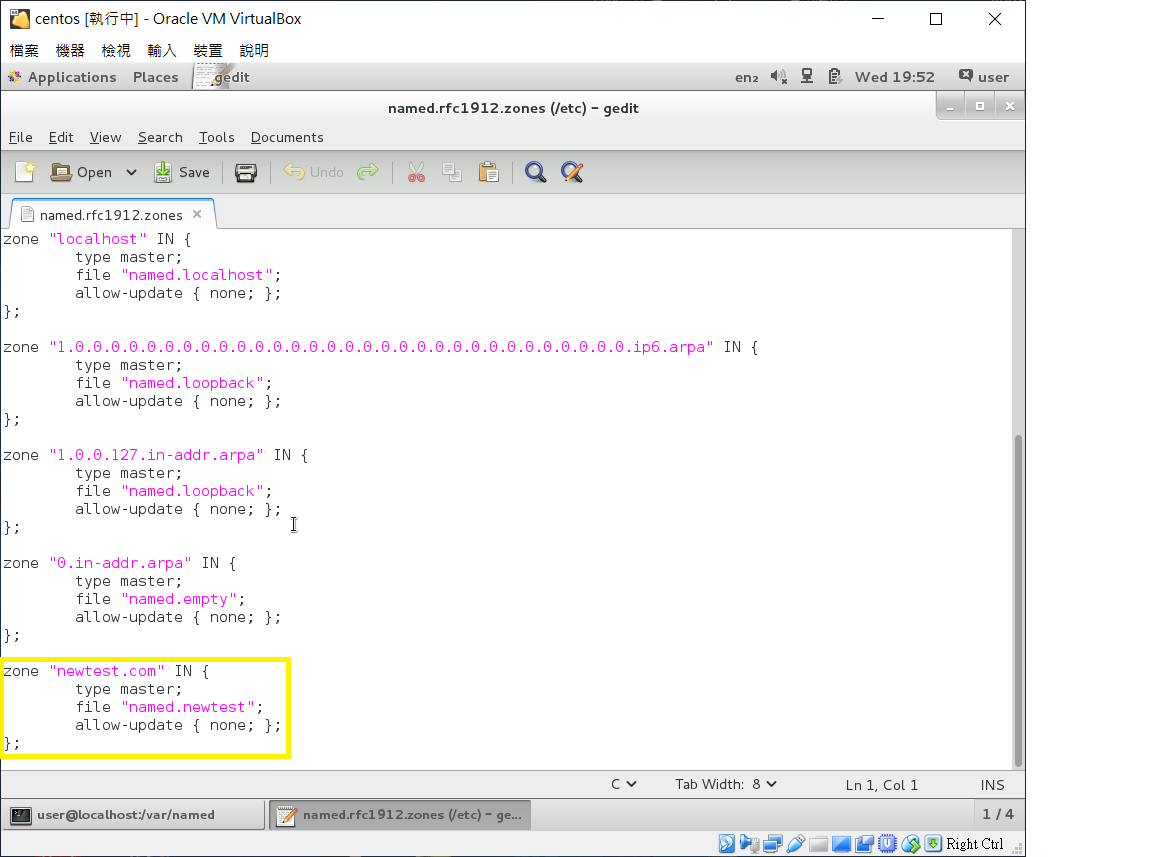 centos [執行中] - Oracle VM VirtualBox
檔案 機器 檢視 輸入 裝置 說明
Applications Places gedit en₂ Wed 19:52 user
named.rfc1912.zones (/etc) - gedit
File Edit View Search Tools Documents
Open Save Undo
named.rfc1912.zones
zone "localhost" IN {
        type master;
        file "named.localhost";
        allow-update { none; };
};
zone "1.0.0.0.0.0.0.0.0.0.0.0.0.0.0.0.0.0.0.0.0.0.0.0.0.0.0.0.0.0.0.0.ip6.arpa" IN {
        type master;
        file "named.loopback";
        allow-update { none; };
};
zone "1.0.0.127.in-addr.arpa" IN {
        type master;
        file "named.loopback";
        allow-update { none; };
};
zone "0.in-addr.arpa" IN {
        type master;
        file "named.empty";
        allow-update { none; };
};
zone "newtest.com" IN {
        type master;
        file "named.newtest";
        allow-update { none; };
};
C Tab Width: 8 Ln 1, Col 1 INS
user@localhost:/var/named named.rfc1912.zones (/etc) - ge... 1 / 4
Right Ctrl